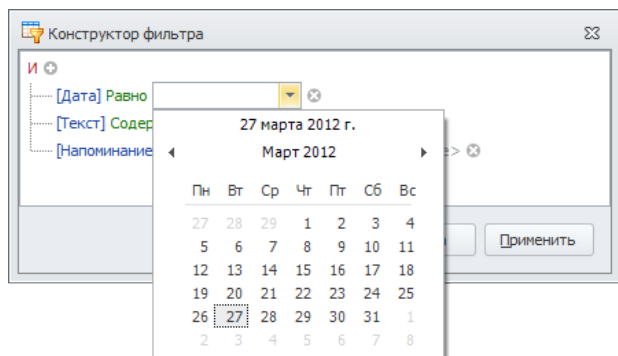 Конструктор фильтра
И
[Дата] Равно
[Текст]
[Напоминание
27 марта 2012 г.
Март 2012
Пн Вт Ср Чт Пт Сб Вс
27 28 29 1 2 3 4
5 6 7 8 9 10 11
12 13 14 15 16 17 18
19 20 21 22 23 24 25
26 27 28 29 30 31 1
2 3 4 5 6 7 8
Применить